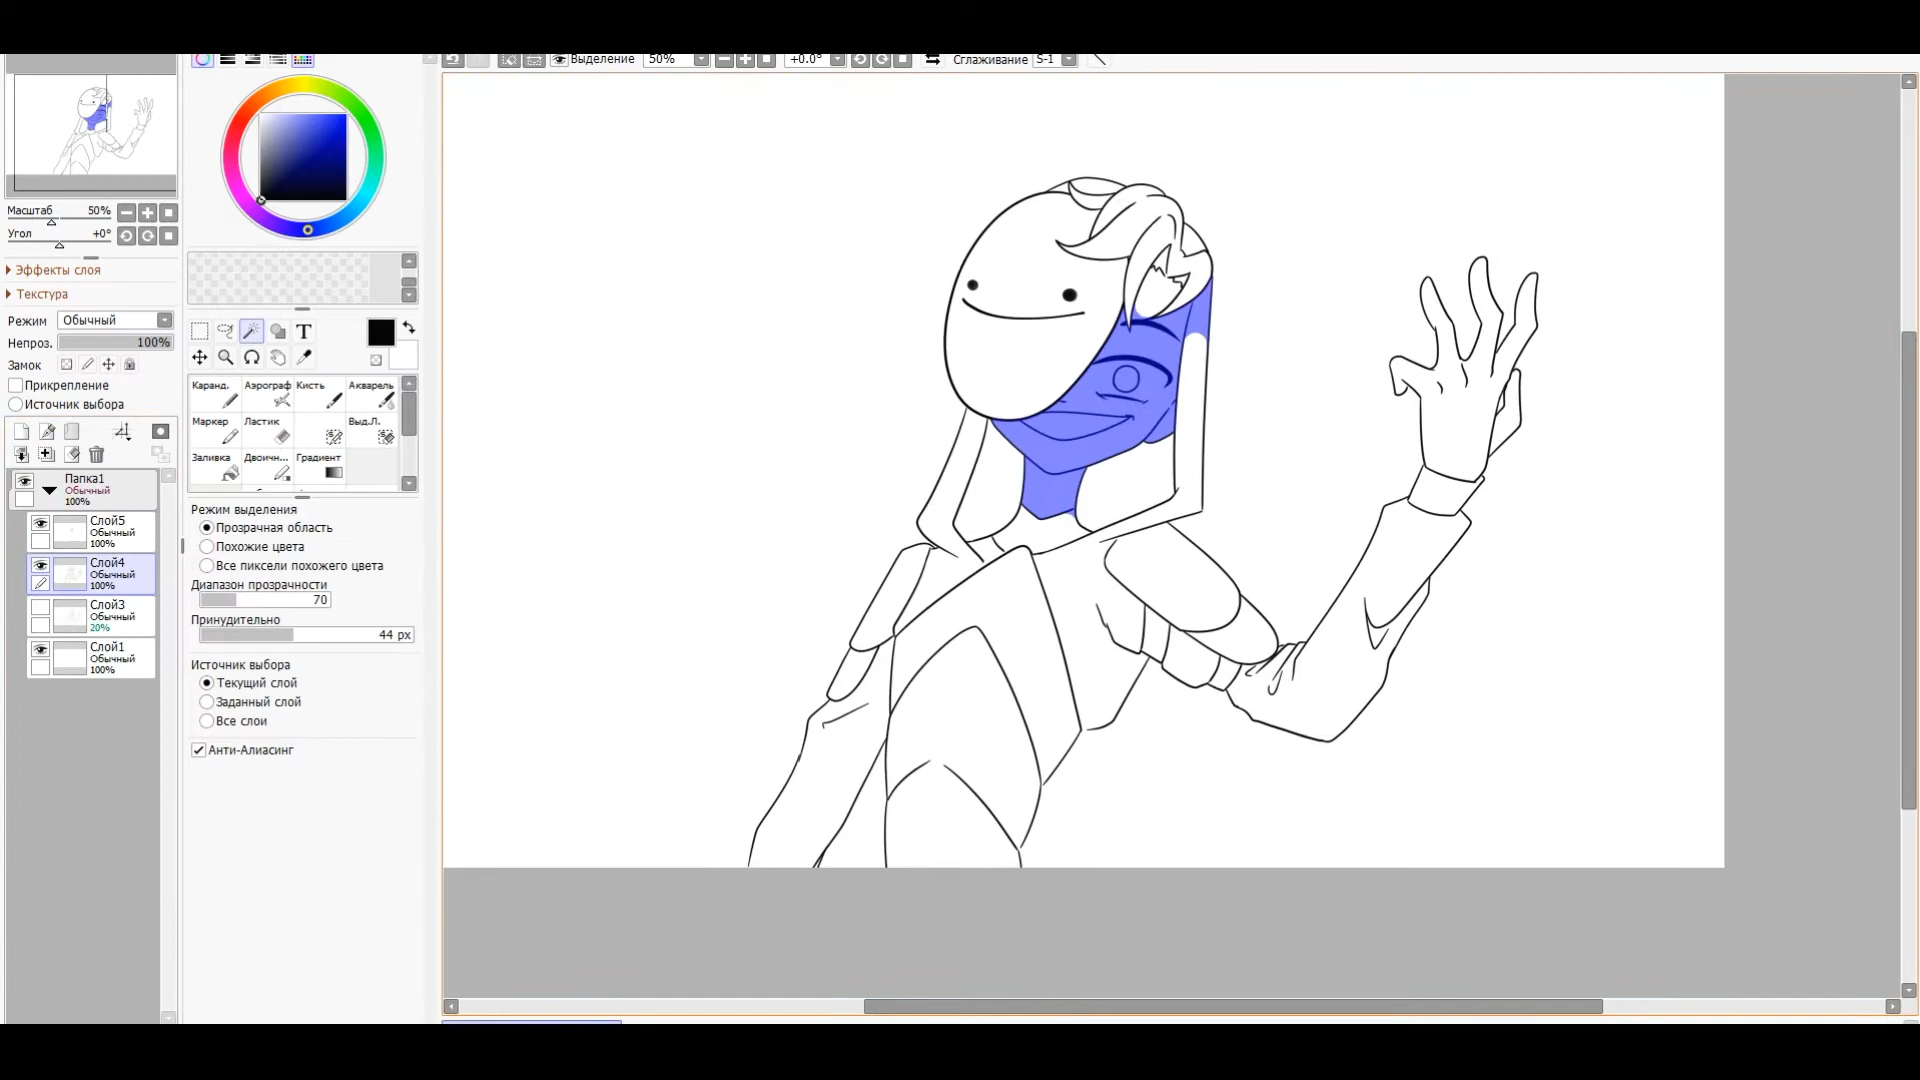 Выделение 50% +0.0° Сглаживание S-1
Масштаб 50%
Угол +0°
Эффекты слоя
Текстура
Режим Обычный
Непроз. 100%
Замок
Прикрепление
Источник выбора
Папка1
Обычный
100%
Слой5
Обычный
100%
Слой4
Обычный
100%
Слой3
Обычный
20%
Слой1
Обычный
100%
T
Каранд. Аэрограф Кисть Акварель
Маркер Ластик Выд.Л.
Заливка Двоичн... Градиент
Режим выделения
Прозрачная область
Похожие цвета
Все пиксели похожего цвета
Диапазон прозрачности
70
Принудительно
44 px
Источник выбора
Текущий слой
Заданный слой
Все слои
Анти-Алиасинг